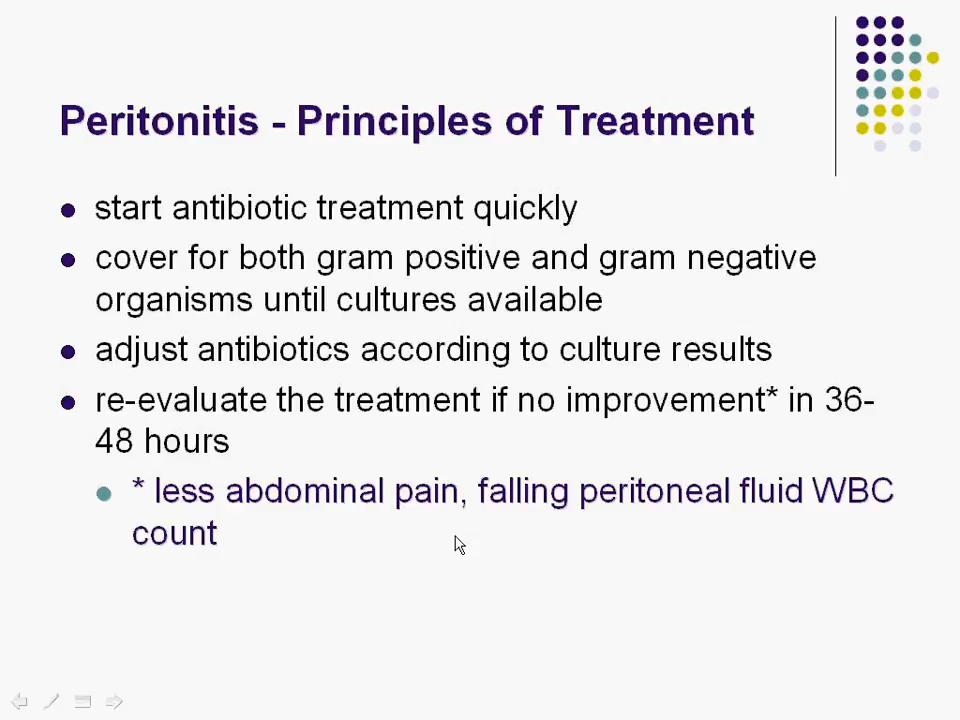 Peritonitis - Principles of Treatment
start antibiotic treatment quickly
cover for both gram positive and gram negative
organisms until cultures available
adjust antibiotics according to culture results
re-evaluate the treatment if no improvement* in 36-
48 hours
* less abdominal pain, falling peritoneal fluid WBC
count